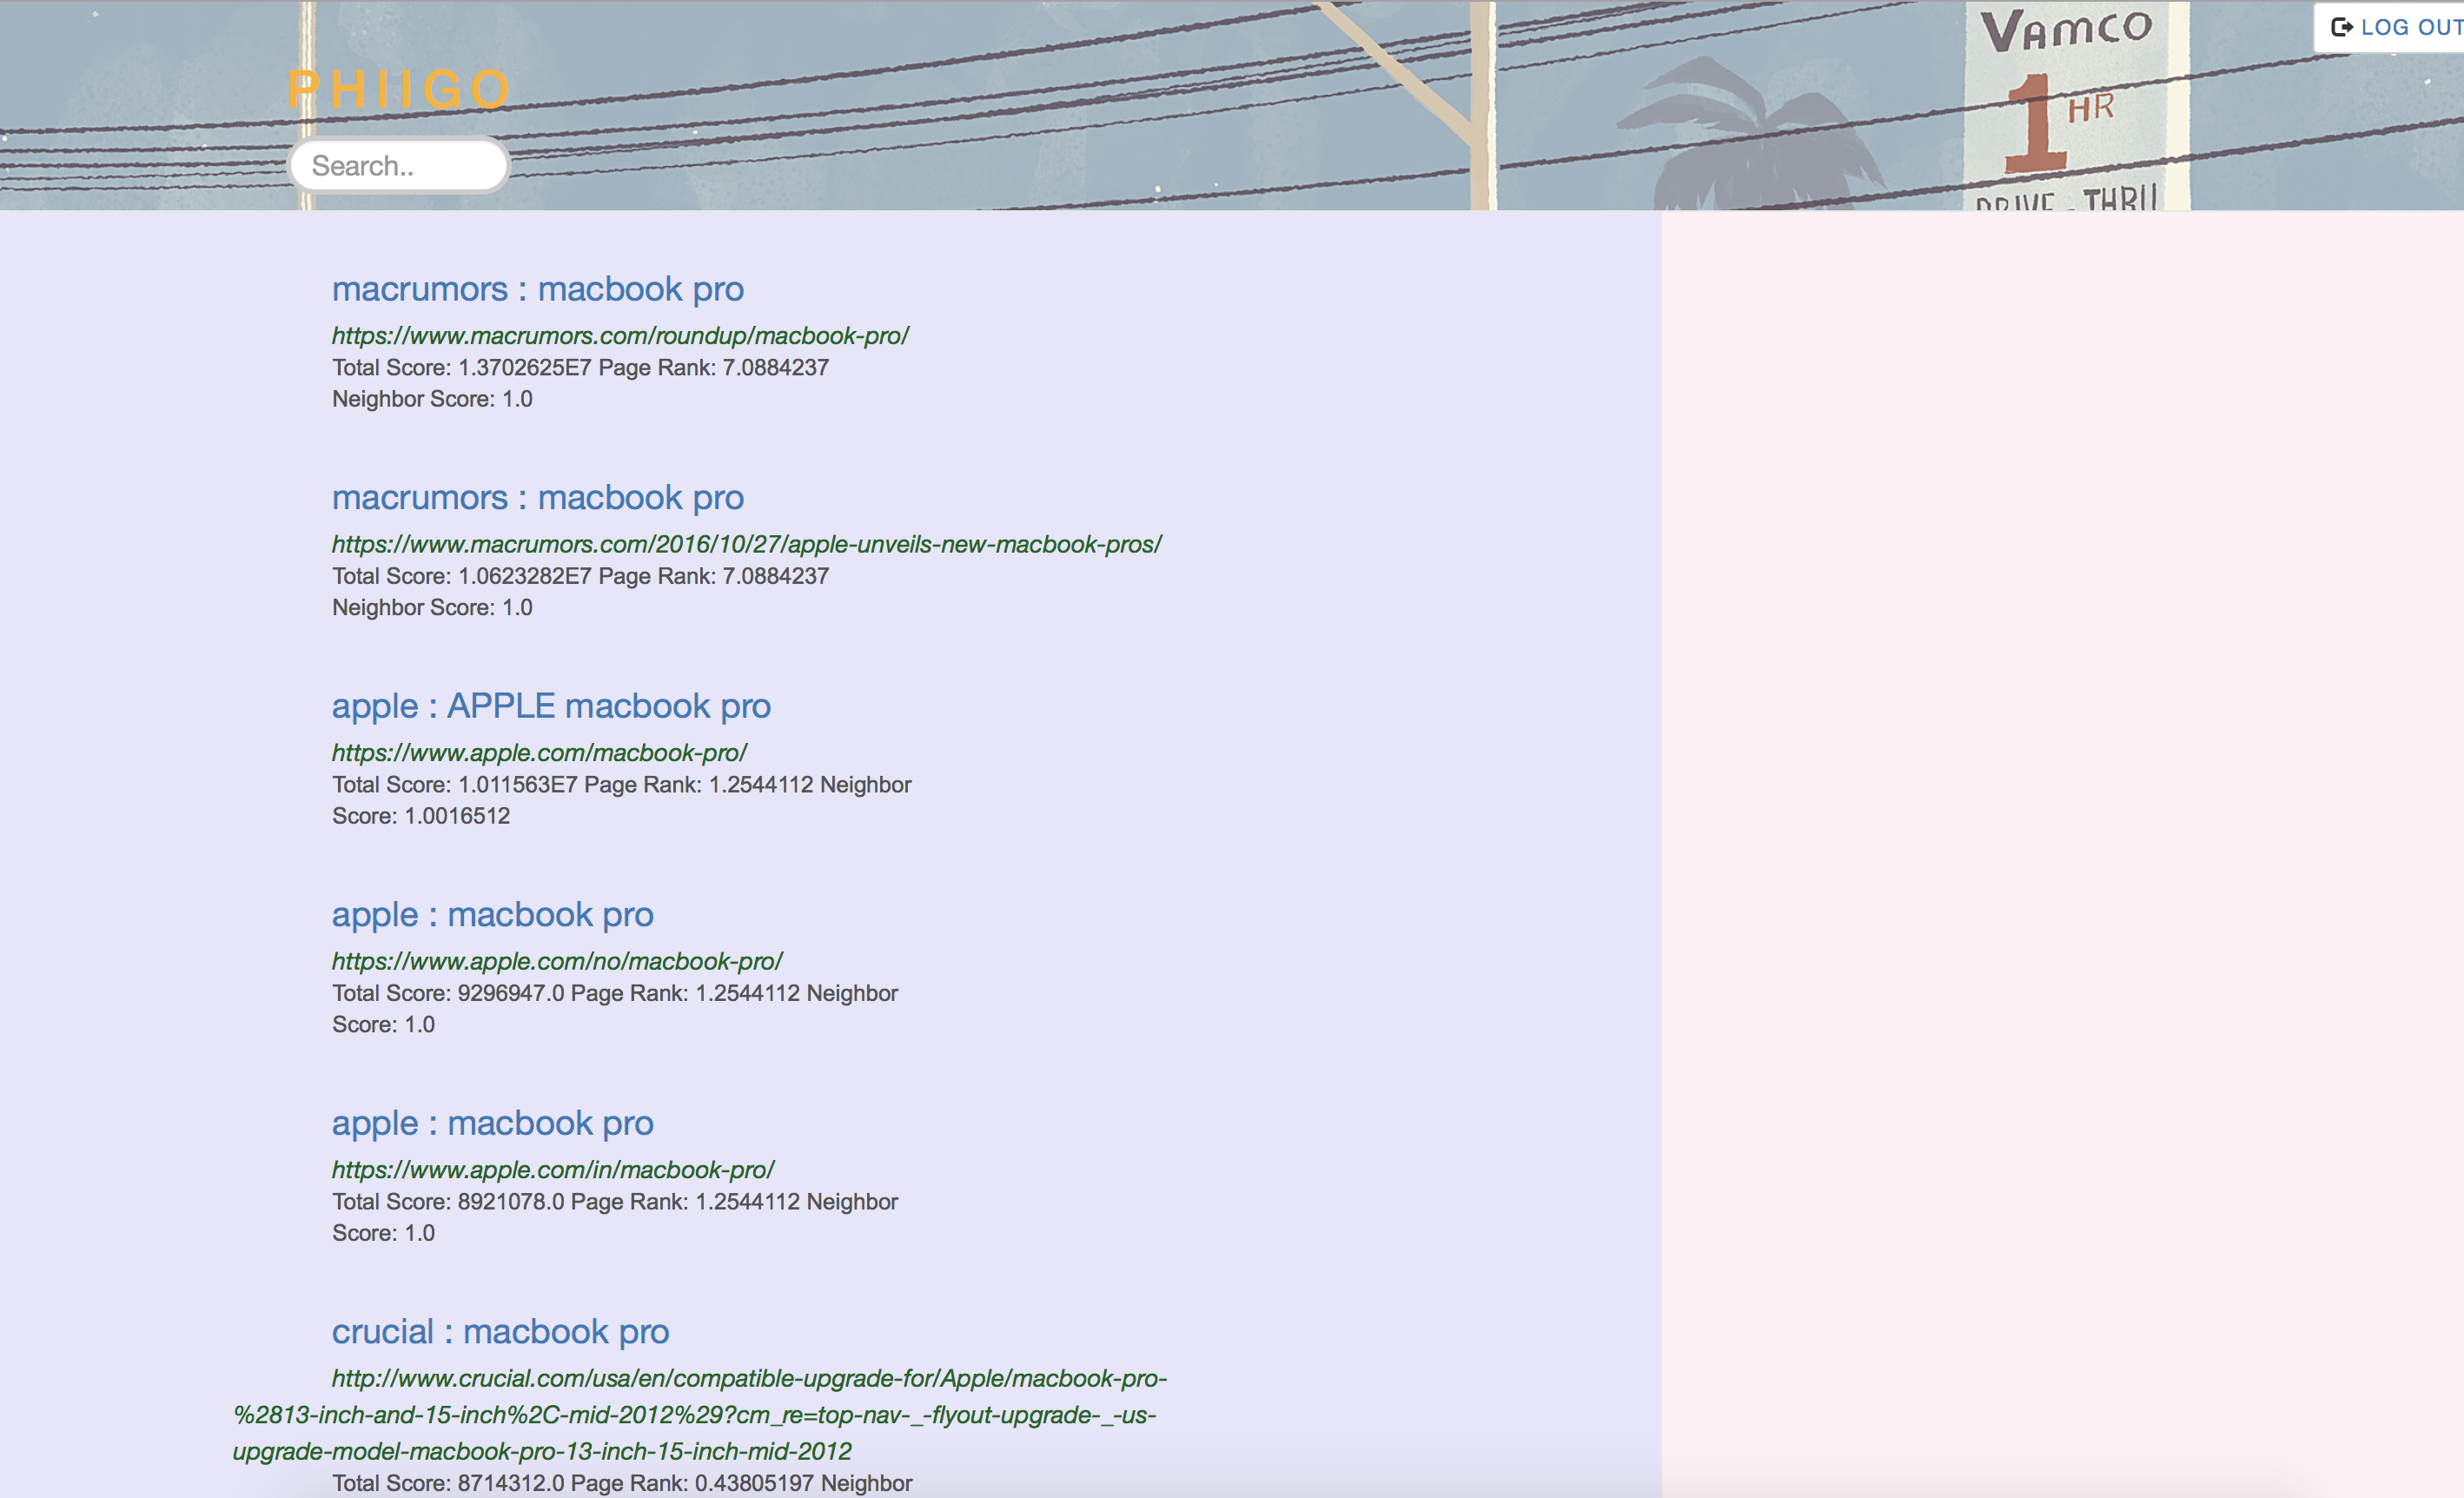 VAMCO
LOG OUT
1 HR
PHIIGO
Search..
DRIVE - THRU
macrumors : macbook pro
https://www.macrumors.com/roundup/macbook-pro/
Total Score: 1.3702625E7 Page Rank: 7.0884237
Neighbor Score: 1.0
macrumors : macbook pro
https://www.macrumors.com/2016/10/27/apple-unveils-new-macbook-pros/
Total Score: 1.0623282E7 Page Rank: 7.0884237
Neighbor Score: 1.0
apple : APPLE macbook pro
https://www.apple.com/macbook-pro/
Total Score: 1.011563E7 Page Rank: 1.2544112 Neighbor
Score: 1.0016512
apple : macbook pro
https://www.apple.com/no/macbook-pro/
Total Score: 9296947.0 Page Rank: 1.2544112 Neighbor
Score: 1.0
apple : macbook pro
https://www.apple.com/in/macbook-pro/
Total Score: 8921078.0 Page Rank: 1.2544112 Neighbor
Score: 1.0
crucial : macbook pro
http://www.crucial.com/usa/en/compatible-upgrade-for/Apple/macbook-pro-
%2813-inch-and-15-inch%2C-mid-2012%29?cm_re=top-nav-_-flyout-upgrade-_-us-
upgrade-model-macbook-pro-13-inch-15-inch-mid-2012
Total Score: 8714312.0 Page Rank: 0.43805197 Neighbor